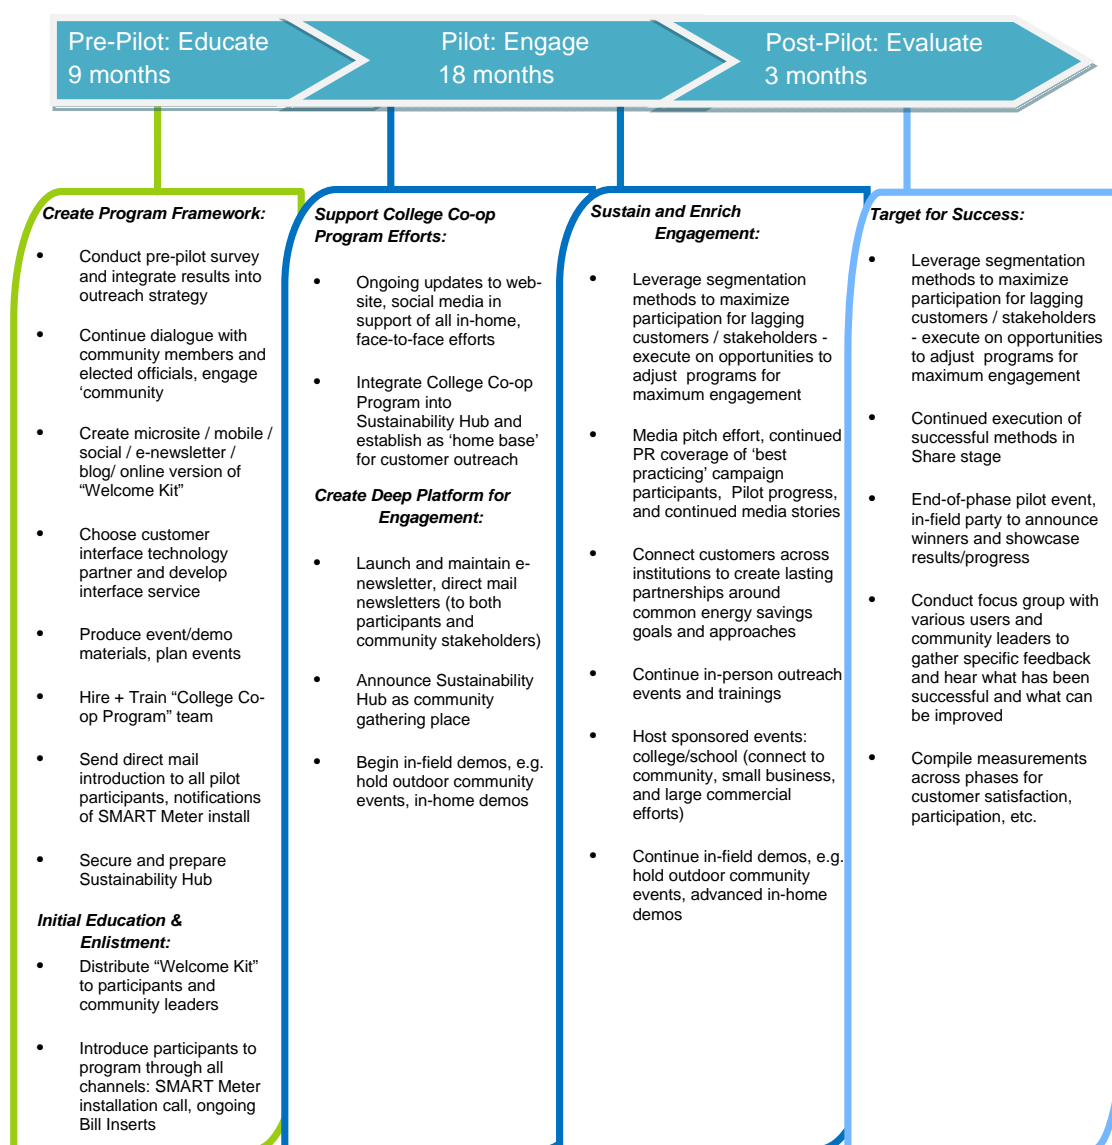 Pre-Pilot: Educate
9 months
Pilot: Engage
18 months
Post-Pilot: Evaluate
3 months
Create Program Framework:
• Conduct pre-pilot survey
and integrate results into
outreach strategy
• Continue dialogue with
community members and
elected officials, engage
‘community
• Create microsite / mobile /
social / e-newsletter /
blog/ online version of
“Welcome Kit”
• Choose customer
interface technology
partner and develop
interface service
• Produce event/demo
materials, plan events
• Hire + Train “College Co-
op Program” team
• Send direct mail
introduction to all pilot
participants, notifications
of SMART Meter install
• Secure and prepare
Sustainability Hub
Initial Education &
Enlistment:
• Distribute “Welcome Kit”
to participants and
community leaders
• Introduce participants to
program through all
channels: SMART Meter
installation call, ongoing
Bill Inserts
Support College Co-op
Program Efforts:
• Ongoing updates to web-
site, social media in
support of all in-home,
face-to-face efforts
• Integrate College Co-op
Program into
Sustainability Hub and
establish as ‘home base’
for customer outreach
Create Deep Platform for
Engagement:
• Launch and maintain e-
newsletter, direct mail
newsletters (to both
participants and
community stakeholders)
• Announce Sustainability
Hub as community
gathering place
• Begin in-field demos, e.g.
hold outdoor community
events, in-home demos
Sustain and Enrich
Engagement:
• Leverage segmentation
methods to maximize
participation for lagging
customers / stakeholders -
execute on opportunities to
adjust programs for
maximum engagement
• Media pitch effort, continued
PR coverage of ‘best
practicing’ campaign
participants, Pilot progress,
and continued media stories
• Connect customers across
institutions to create lasting
partnerships around
common energy savings
goals and approaches
• Continue in-person outreach
events and trainings
• Host sponsored events:
college/school (connect to
community, small business,
and large commercial
efforts)
• Continue in-field demos, e.g.
hold outdoor community
events, advanced in-home
demos
Target for Success:
• Leverage segmentation
methods to maximize
participation for lagging
customers / stakeholders
- execute on opportunities
to adjust programs for
maximum engagement
• Continued execution of
successful methods in
Share stage
• End-of-phase pilot event,
in-field party to announce
winners and showcase
results/progress
• Conduct focus group with
various users and
community leaders to
gather specific feedback
and hear what has been
successful and what can
be improved
• Compile measurements
across phases for
customer satisfaction,
participation, etc.